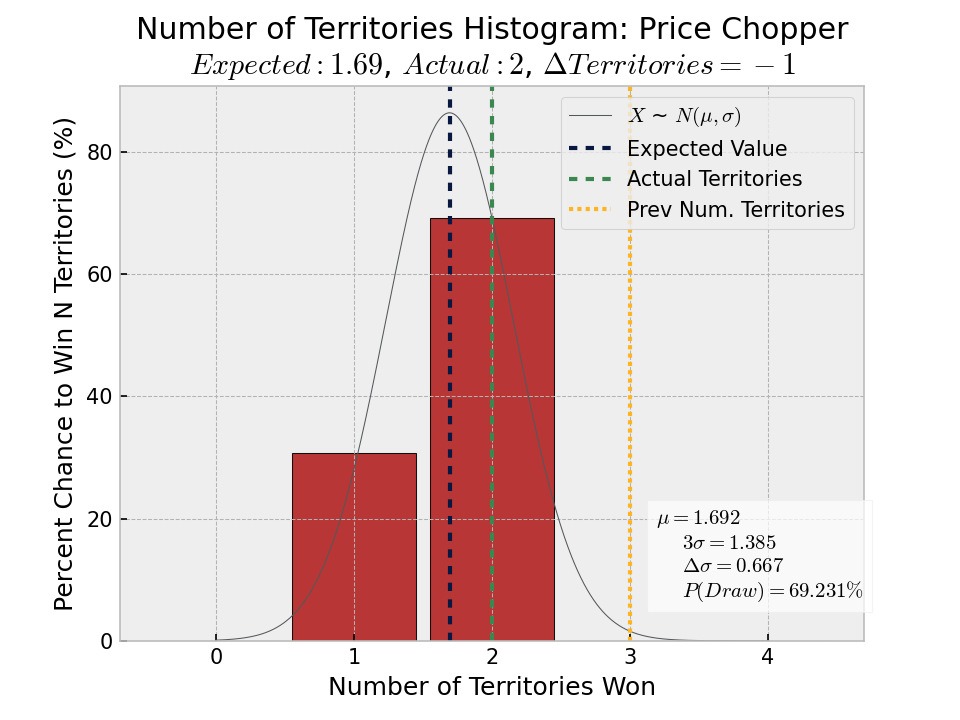 Number of Territories Histogram: Price Chopper
Expected : 1.69, Actual : 2, ΔTerritories = −1
Percent Chance to Win N Territories (%)
80
60
40
20
0
X ~ N(μ, σ)
Expected Value
Actual Territories
Prev Num. Territories
μ = 1.692
3σ = 1.385
Δσ = 0.667
P(Draw) = 69.231%
0 1 2 3 4
Number of Territories Won